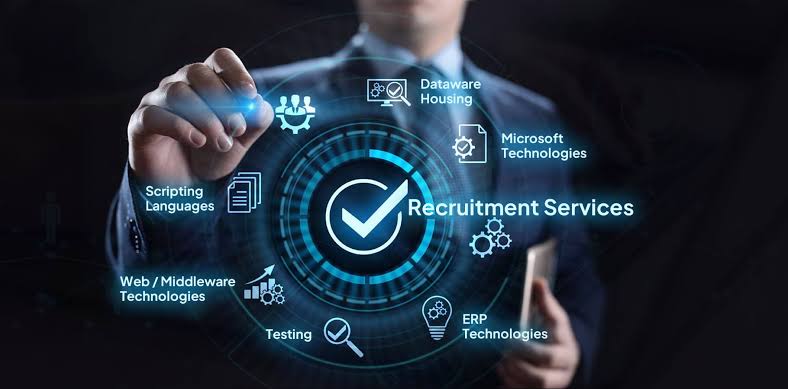 Dataware
Housing
Microsoft
Technologies
Scripting
Languages
Recruitment Services
Web / Middleware
Technologies
ERP
Technologies
Testing